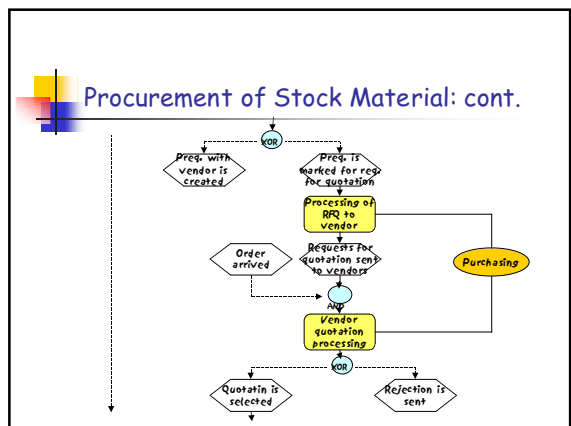 Procurement of Stock Material: cont.
XOR
Preq. with
vendor is
created
Preq. is
marked for req.
for quotation
Processing of
RFQ to
vendor
Order
arrived
Requests for
quotation sent
to vendors
Purchasing
AND
Vendor
quotation
processing
XOR
Quotatin is
selected
Rejection is
sent